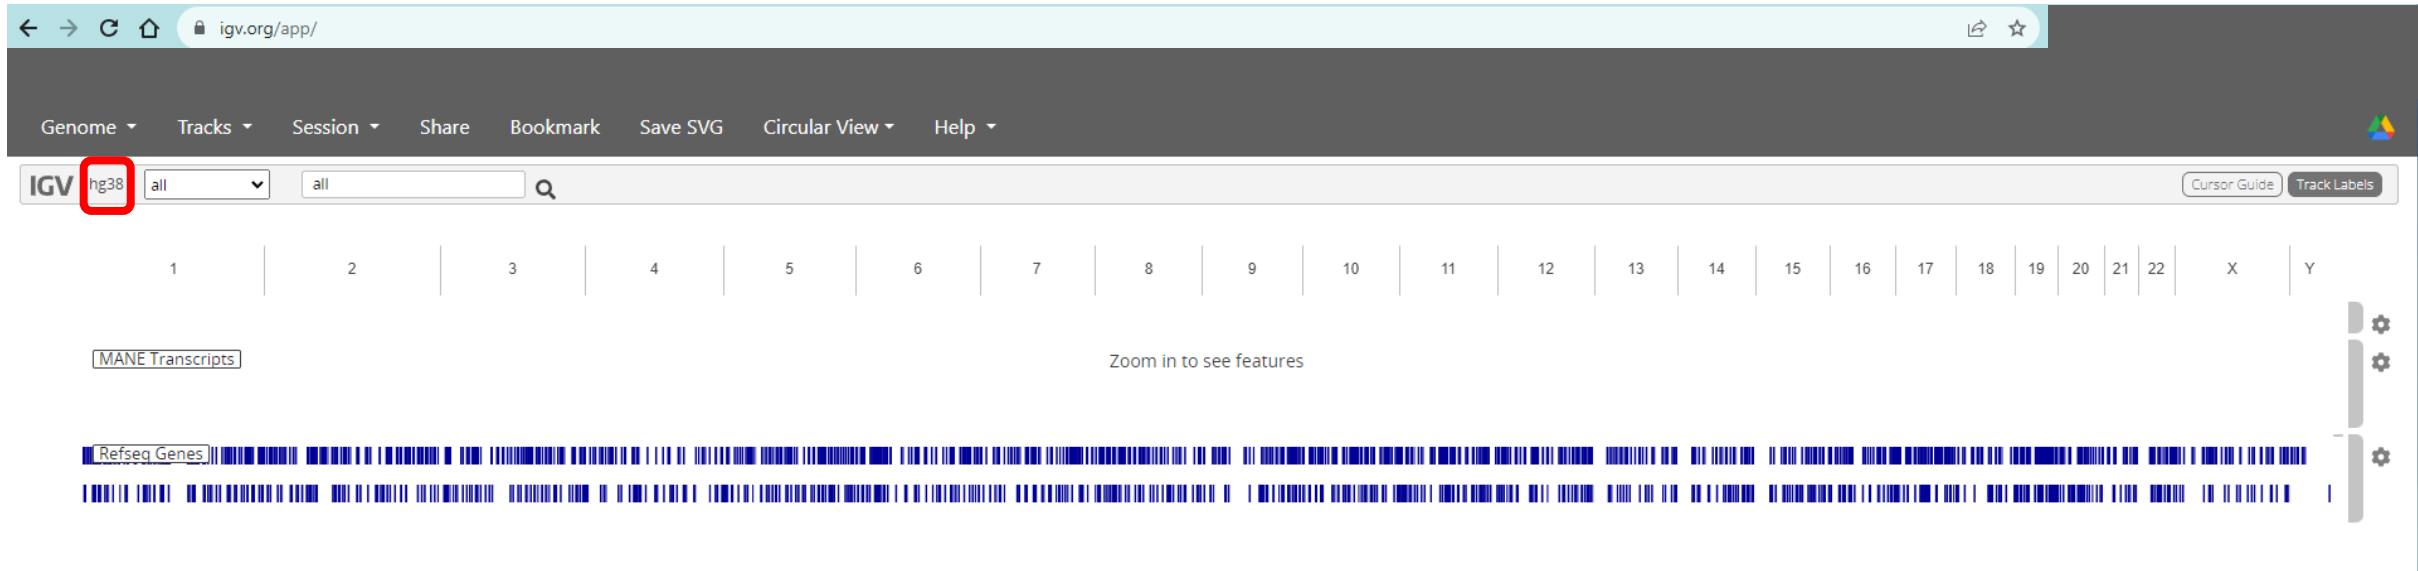 igv.org/app/
Genome Tracks Session Share Bookmark Save SVG Circular View Help
IGV hg38 all all Cursor Guide Track Labels
1 2 3 4 5 6 7 8 9 10 11 12 13 14 15 16 17 18 19 20 21 22 X Y
MANE Transcripts Zoom in to see features
Refseq Genes